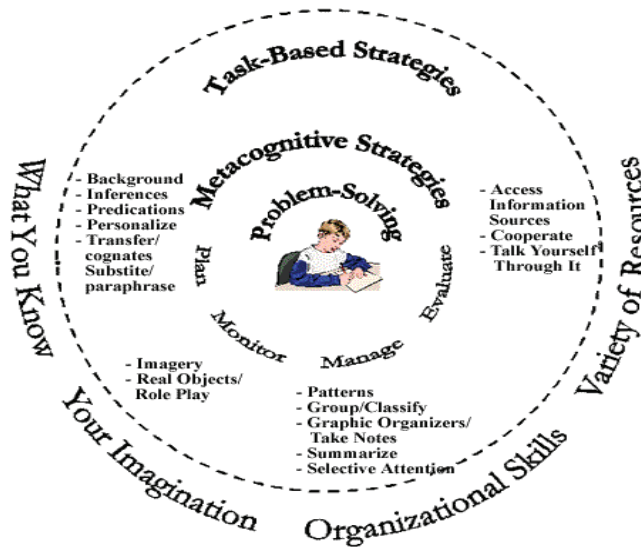 Task-Based Strategies
Metacognitive Strategies
Problem-Solving
Plan
Monitor
Manage
Evaluate
What You Know
- Background
- Inferences
- Predications
- Personalize
- Transfer/
cognates
Substite/
paraphrase
Your Imagination
- Imagery
- Real Objects/
Role Play
Organizational Skills
- Patterns
- Group/Classify
- Graphic Organizers/
Take Notes
- Summarize
- Selective Attention
Variety of Resources
- Access
Information
Sources
- Cooperate
- Talk Yourself
Through It